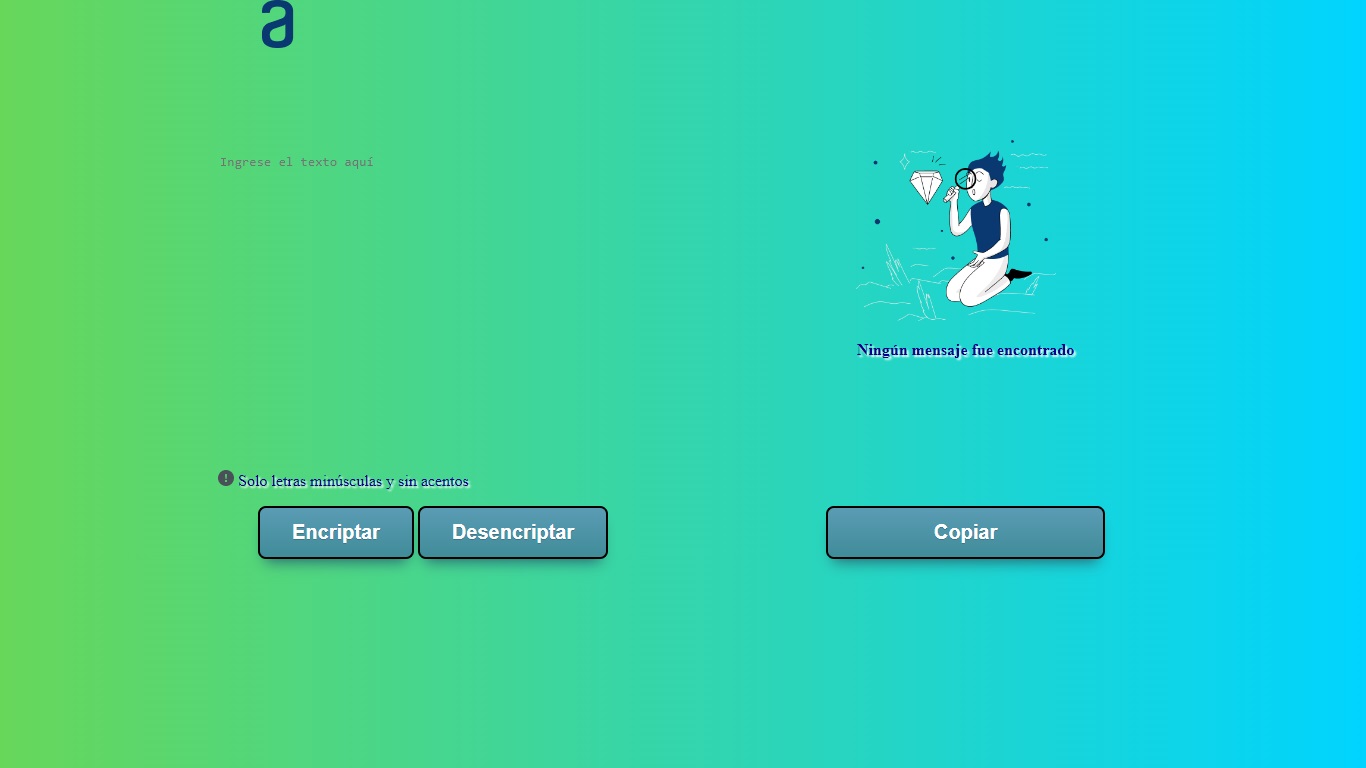 a
Ingrese el texto aquí
Ningún mensaje fue encontrado
! Solo letras minúsculas y sin acentos
Encriptar Desencriptar Copiar